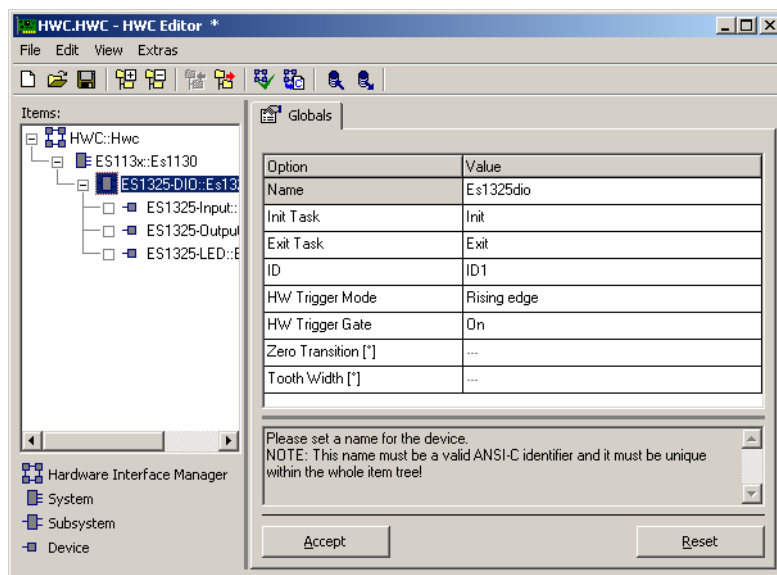 HWC.HWC - HWC Editor *
File Edit View Extras
Items:
HWC::Hwc
ES113x::Es1130
ES1325-DIO::Es13
ES1325-Input::
ES1325-Output
ES1325-LED::E
Hardware Interface Manager
System
Subsystem
Device
Globals
Option Value
Name Es1325dio
Init Task Init
Exit Task Exit
ID ID1
HW Trigger Mode Rising edge
HW Trigger Gate On
Zero Transition [°] ---
Tooth Width [°] ---
Please set a name for the device.
NOTE: This name must be a valid ANSI-C identifier and it must be unique
within the whole item tree!
Accept Reset